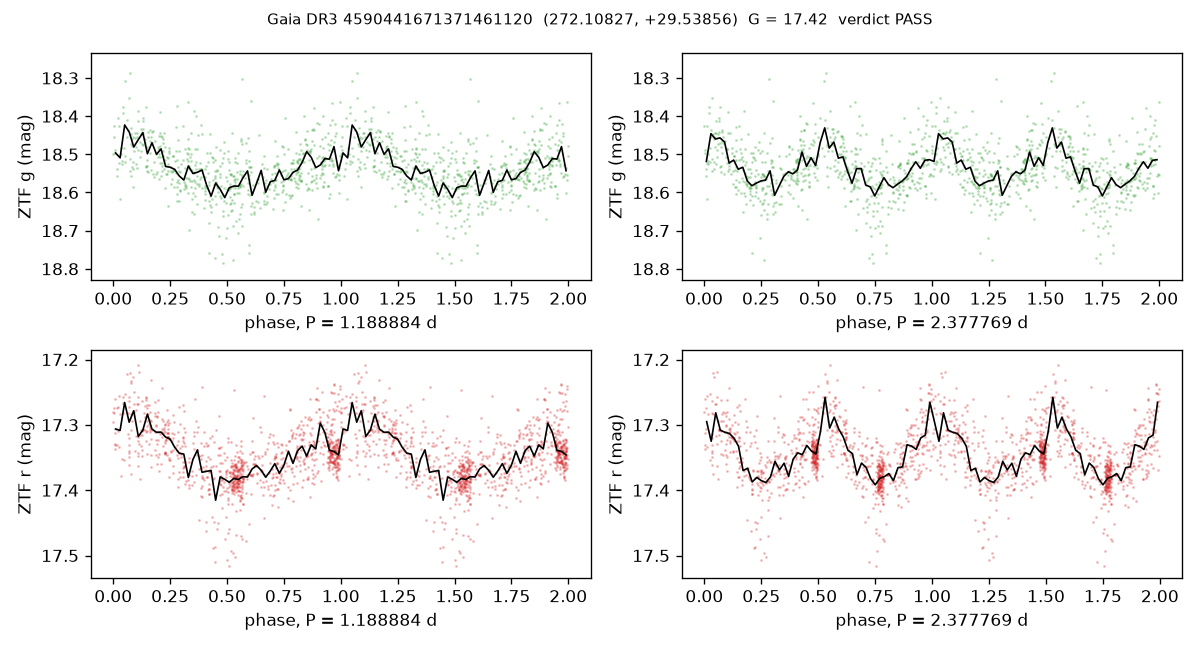 Gaia DR3 4590441671371461120 (272.10827, +29.53856) G = 17.42 verdict PASS
ZTF g (mag)
18.3
18.4
18.5
18.6
18.7
18.8
0.00 0.25 0.50 0.75 1.00 1.25 1.50 1.75 2.00
phase, P = 1.188884 d
ZTF g (mag)
18.3
18.4
18.5
18.6
18.7
18.8
0.00 0.25 0.50 0.75 1.00 1.25 1.50 1.75 2.00
phase, P = 2.377769 d
ZTF r (mag)
17.2
17.3
17.4
17.5
0.00 0.25 0.50 0.75 1.00 1.25 1.50 1.75 2.00
phase, P = 1.188884 d
ZTF r (mag)
17.2
17.3
17.4
17.5
0.00 0.25 0.50 0.75 1.00 1.25 1.50 1.75 2.00
phase, P = 2.377769 d